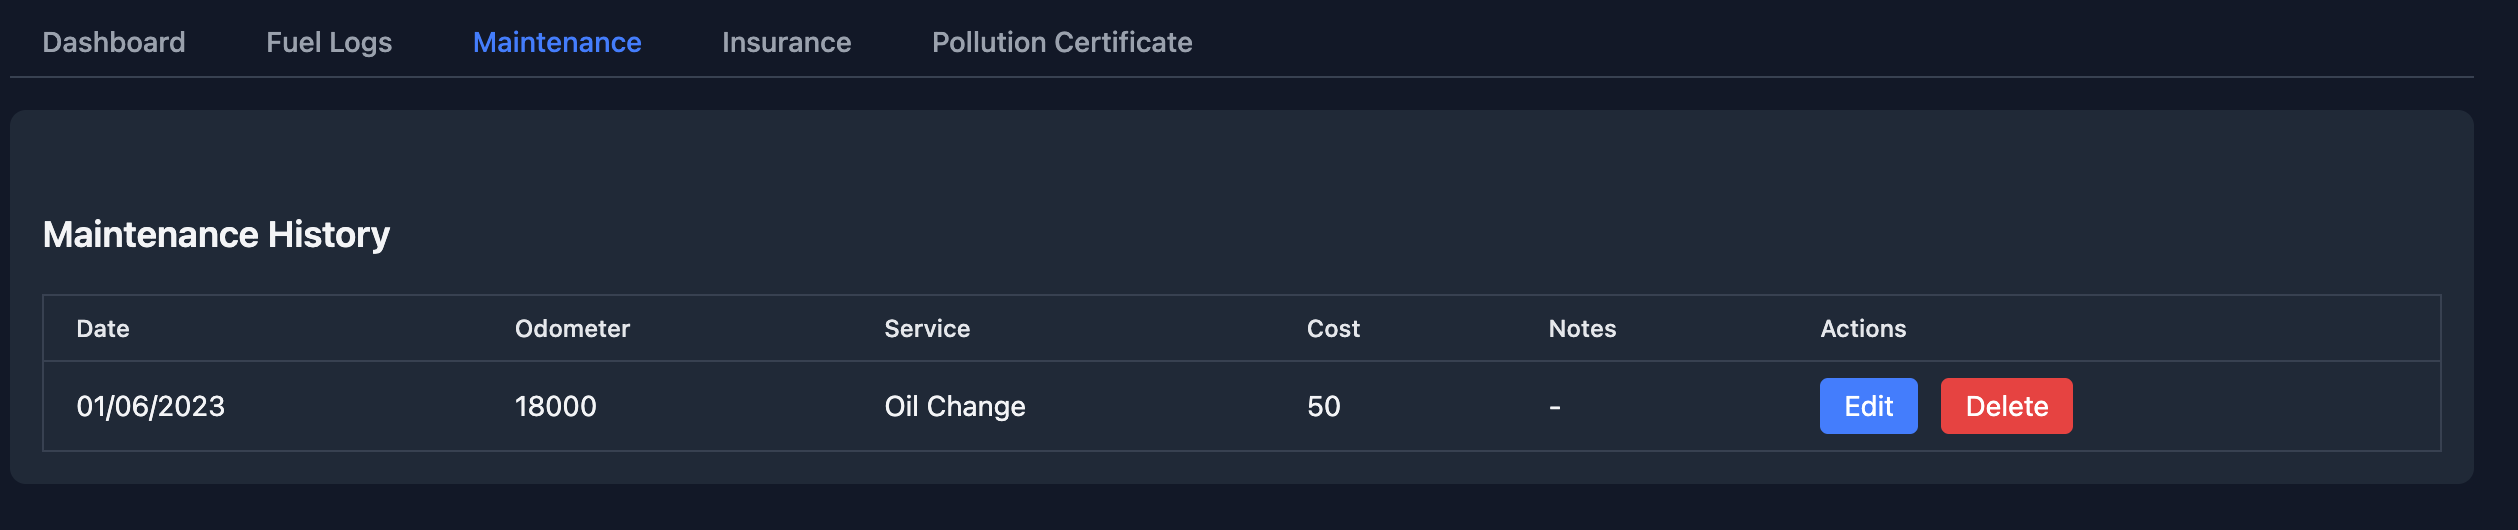 Dashboard Fuel Logs Maintenance Insurance Pollution Certificate
Maintenance History
Date Odometer Service Cost Notes Actions
01/06/2023 18000 Oil Change 50 - Edit Delete